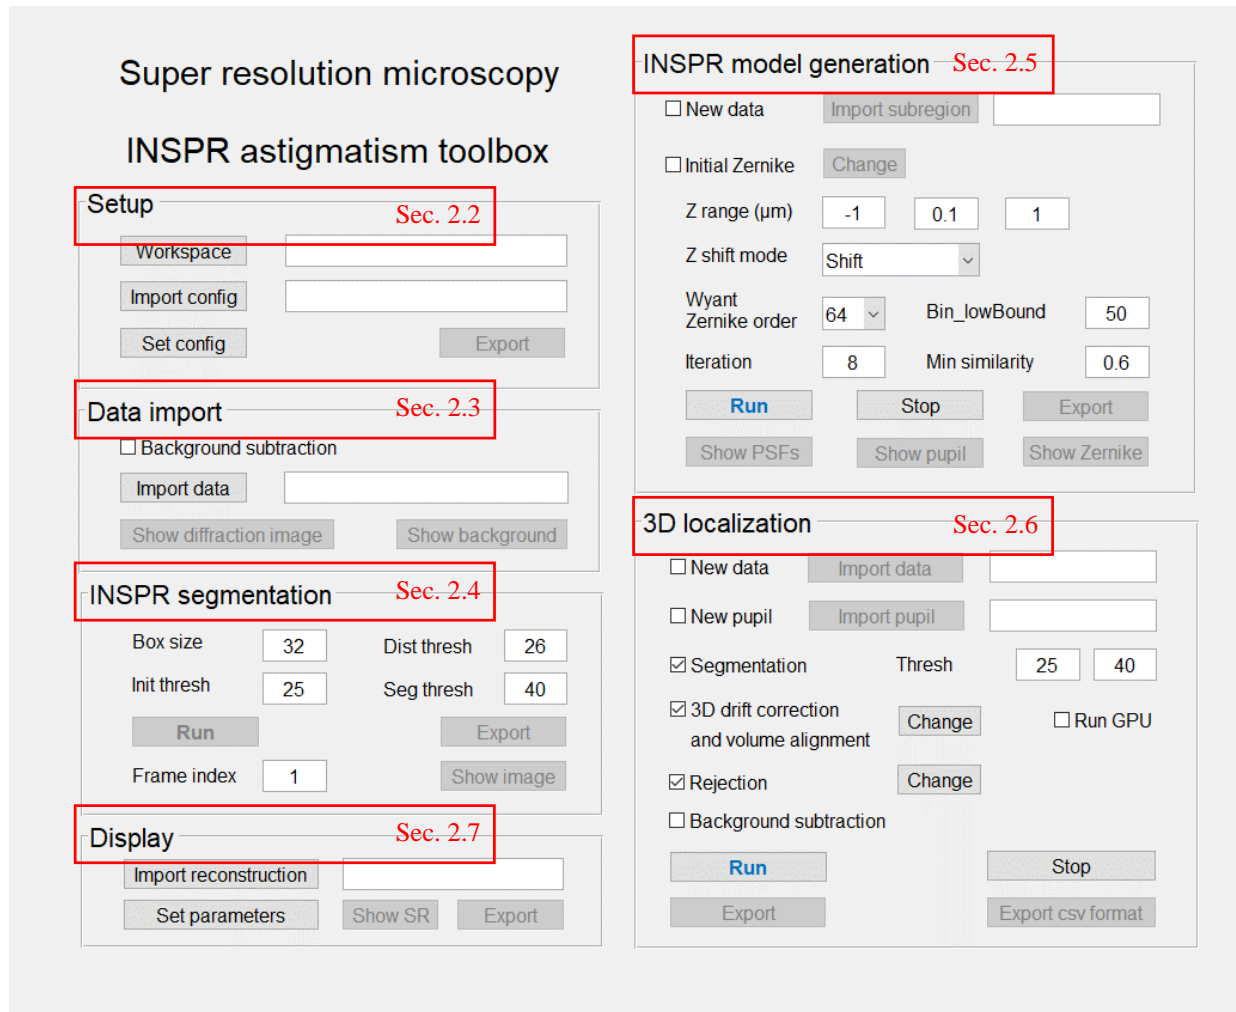 Super resolution microscopy
INSPR astigmatism toolbox
Setup Sec. 2.2
Workspace
Import config
Set config Export
Data import Sec. 2.3
Background subtraction
Import data
Show diffraction image Show background
INSPR segmentation Sec. 2.4
Box size 32 Dist thresh 26
Init thresh 25 Seg thresh 40
Run Export
Frame index 1 Show image
Display Sec. 2.7
Import reconstruction
Set parameters Show SR Export
INSPR model generation Sec. 2.5
New data Import subregion
Initial Zernike Change
Z range (μm) -1 0.1 1
Z shift mode Shift
Wyant
Zernike order 64 Bin_lowBound 50
Iteration 8 Min similarity 0.6
Run Stop Export
Show PSFs Show pupil Show Zernike
3D localization Sec. 2.6
New data Import data
New pupil Import pupil
Segmentation Thresh 25 40
3D drift correction
and volume alignment Change Run GPU
Rejection Change
Background subtraction
Run Stop
Export Export csv format